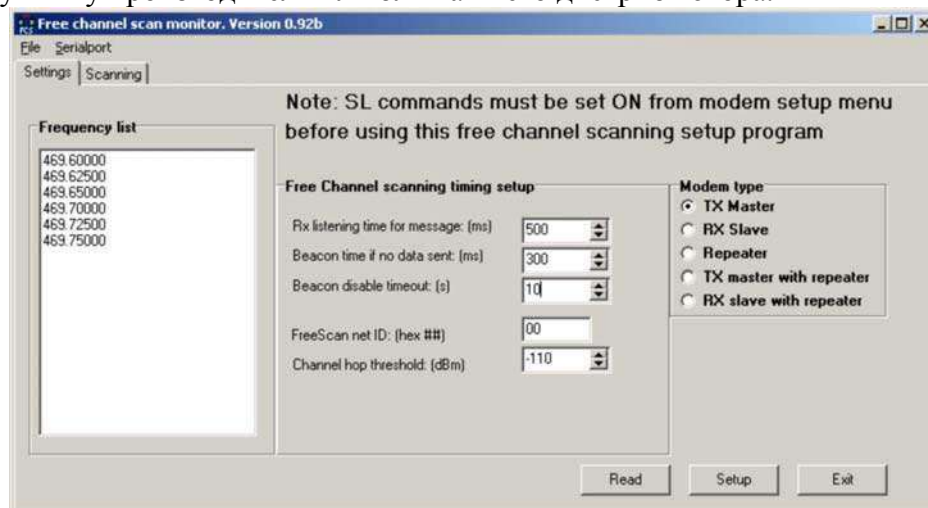 Free channel scan monitor. Version 0.92b
File Serialport
Settings Scanning
Note: SL commands must be set ON from modem setup menu
before using this free channel scanning setup program
Frequency list
469.60000
469.62500
469.65000
469.70000
469.72500
469.75000
Free Channel scanning timing setup
Rx listening time for message: (ms) 500
Beacon time if no data sent: (ms) 300
Beacon disable timeout: (s) 10
FreeScan net ID: (hex ##) 00
Channel hop threshold: (dBm) -110
Modem type
TX Master
RX Slave
Repeater
TX master with repeater
RX slave with repeater
Read Setup Exit